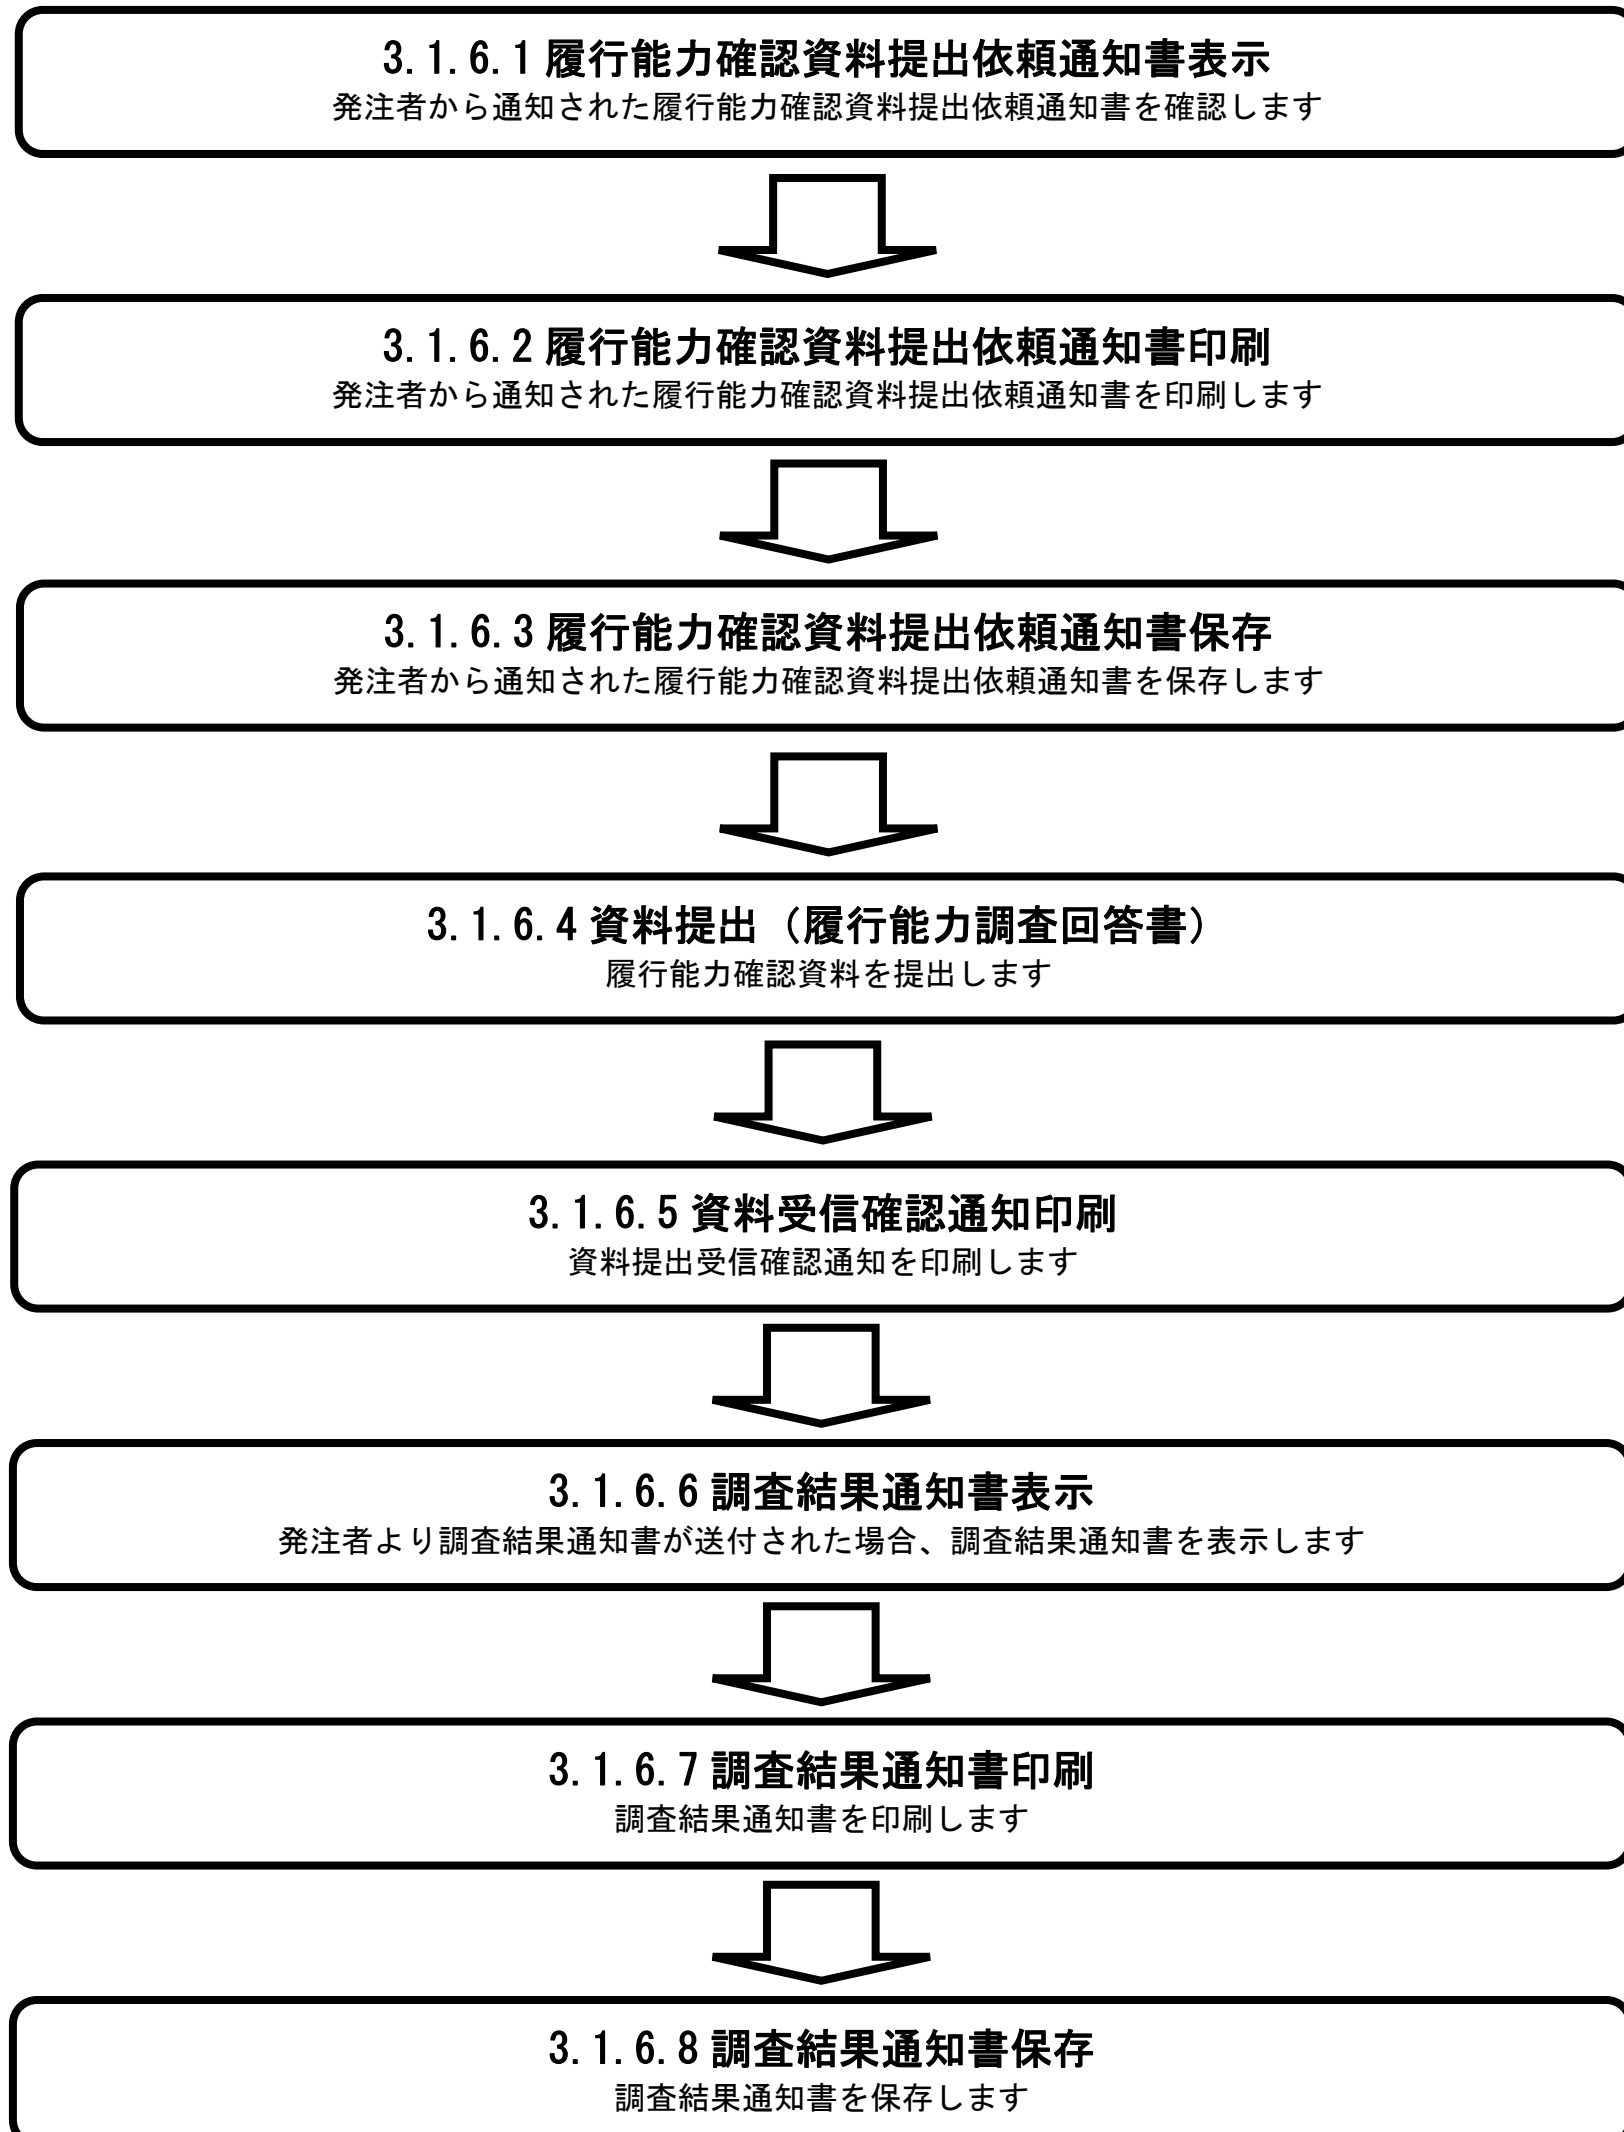 3.1.6.1 履行能力確認資料提出依頼通知書表示
発注者から通知された履行能力確認資料提出依頼通知書を確認します
3.1.6.2 履行能力確認資料提出依頼通知書印刷
発注者から通知された履行能力確認資料提出依頼通知書を印刷します
3.1.6.3 履行能力確認資料提出依頼通知書保存
発注者から通知された履行能力確認資料提出依頼通知書を保存します
3.1.6.4 資料提出（履行能力調査回答書）
履行能力確認資料を提出します
3.1.6.5 資料受信確認通知印刷
資料提出受信確認通知を印刷します
3.1.6.6 調査結果通知書表示
発注者より調査結果通知書が送付された場合、調査結果通知書を表示します
3.1.6.7 調査結果通知書印刷
調査結果通知書を印刷します
3.1.6.8 調査結果通知書保存
調査結果通知書を保存します